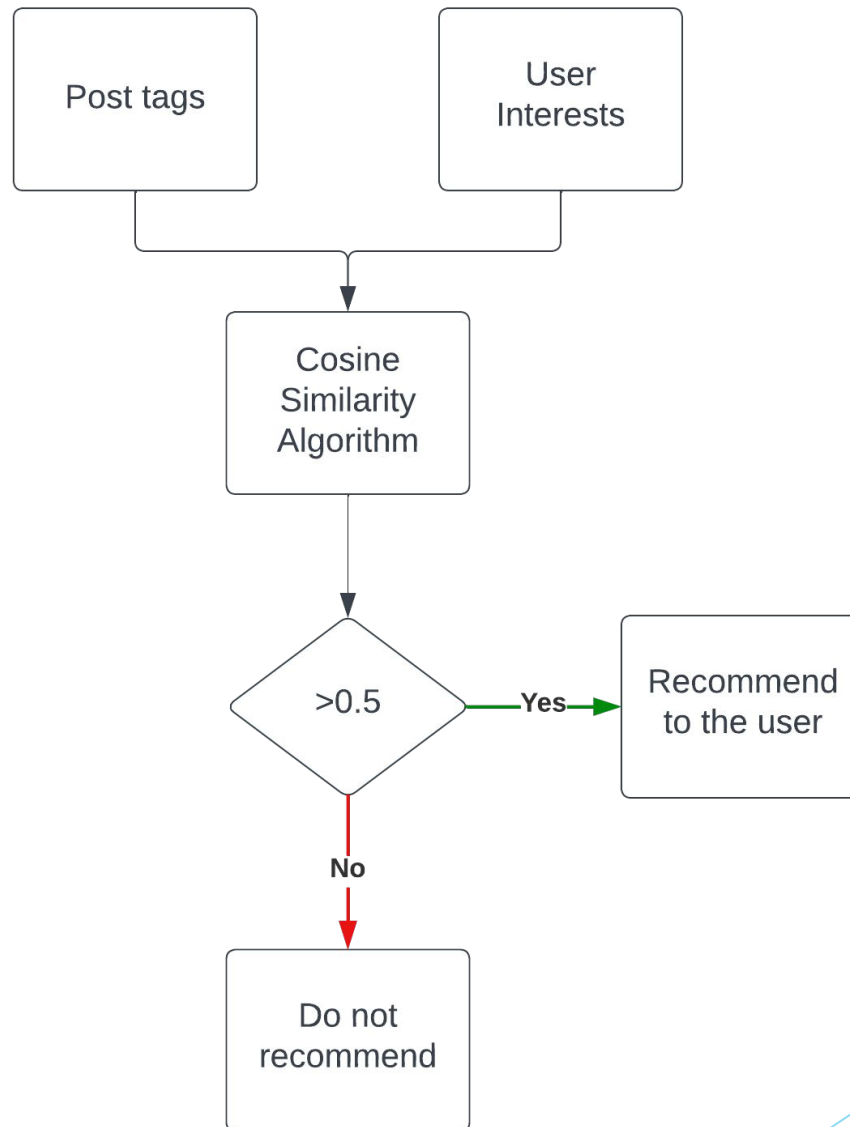 Post tags
User
Interests
Cosine
Similarity
Algorithm
>0.5
Yes
Recommend
to the user
No
Do not
recommend